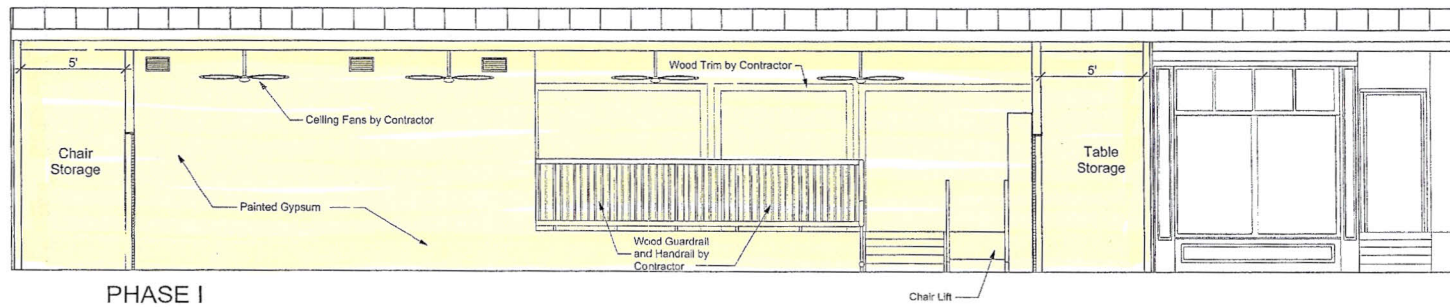 5'
Wood Trim by Contractor
5'
Ceiling Fans by Contractor
Chair
Storage
Table
Storage
Painted Gypsum
Wood Guardrail
and Handrail by
Contractor
PHASE I
Chair Lift